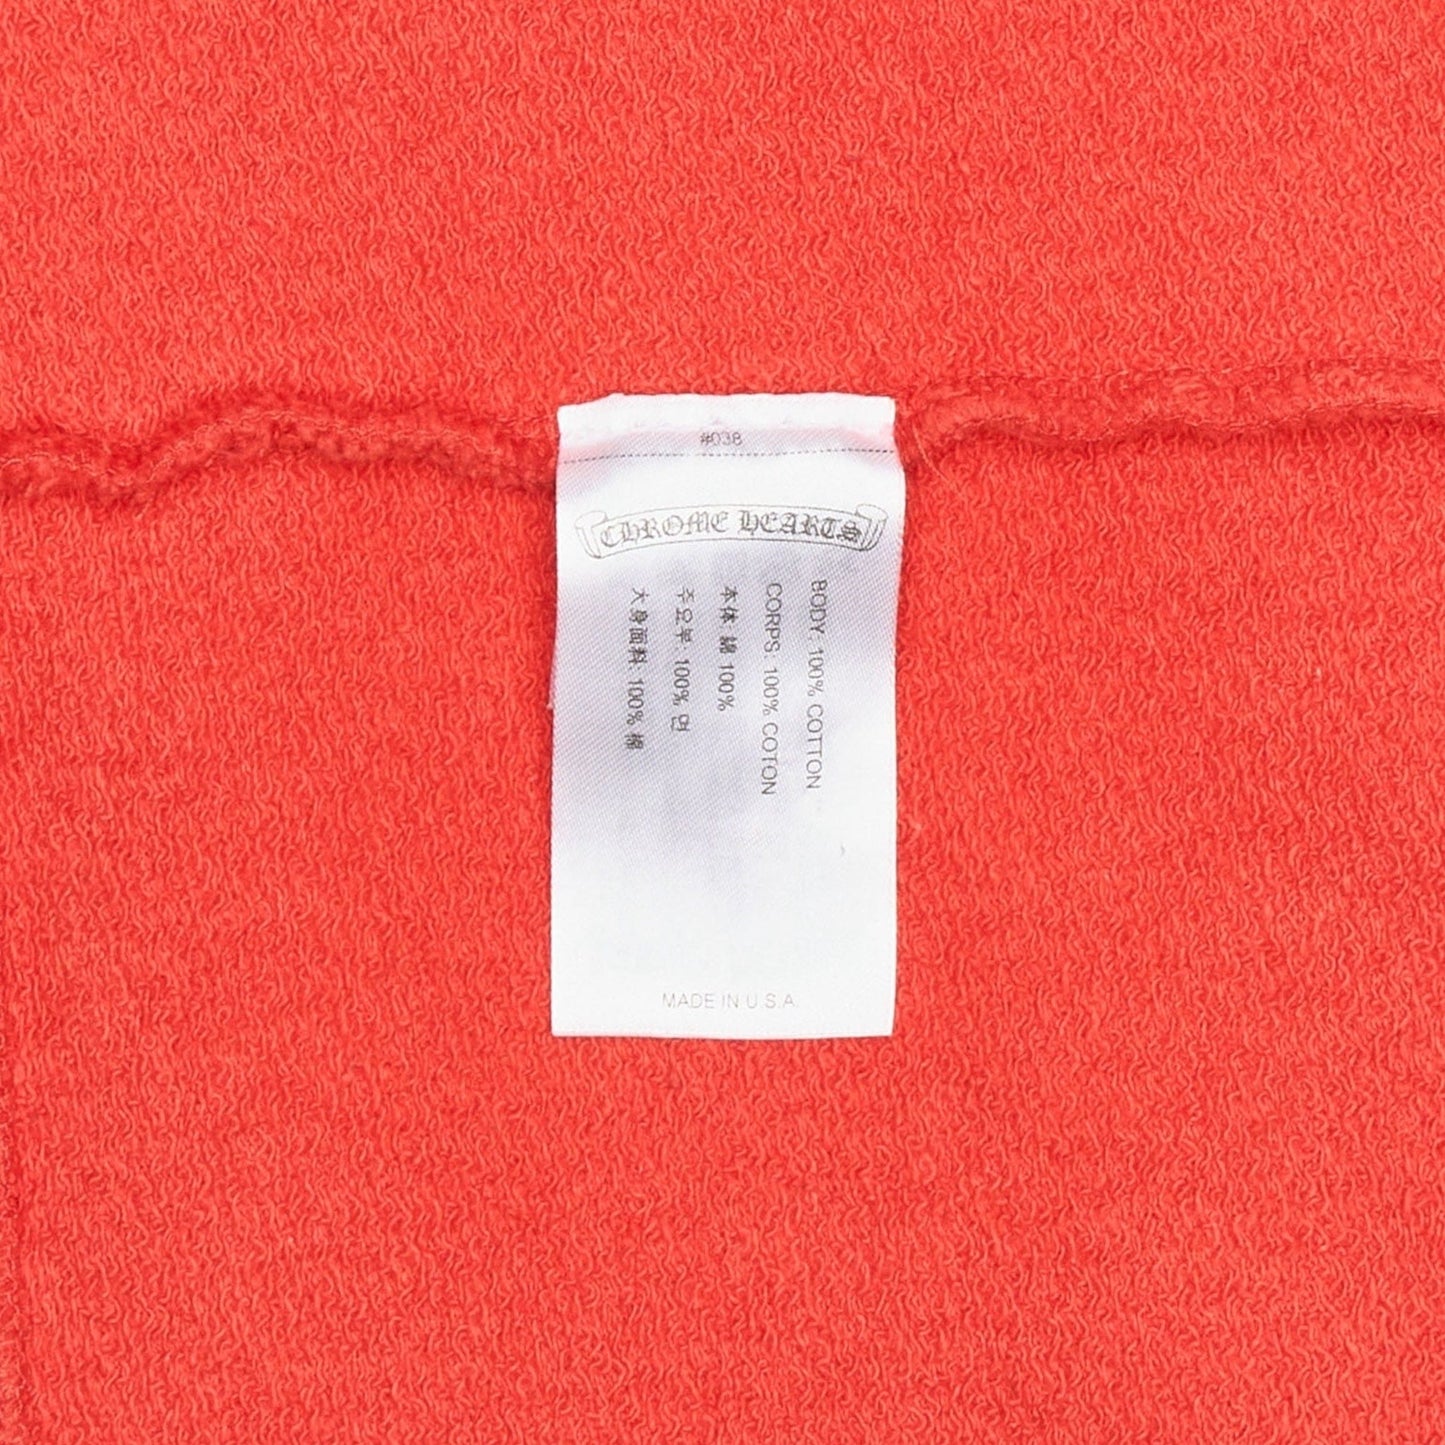 #038
CHROME HEARTS
BODY: 100% COTTON
CORPS: 100% COTON
本体 綿 100%
주요부: 100% 면
大身面料: 100% 棉
MADE IN U.S.A.